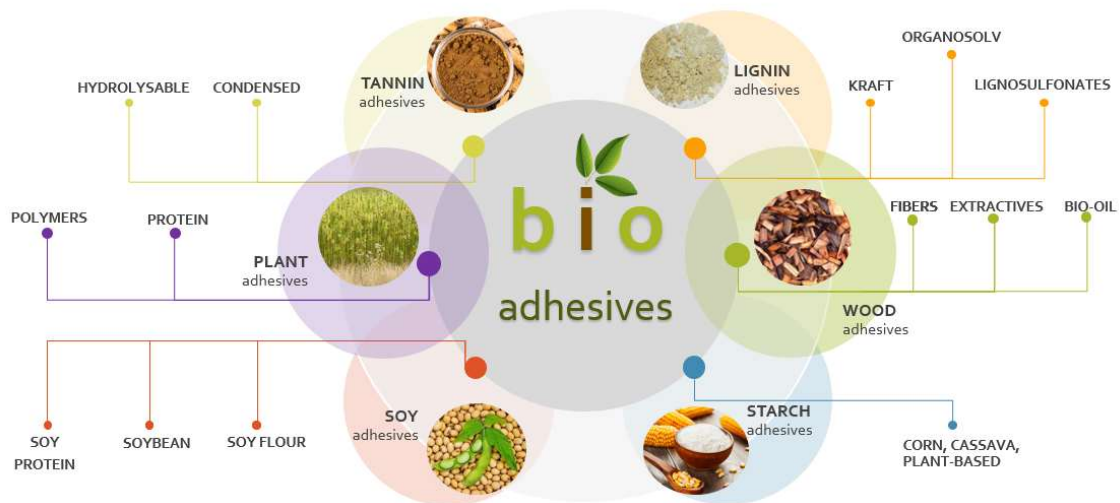 ORGANOSOLV
TANNIN
adhesives
LIGNIN
adhesives
HYDROLYSABLE
CONDENSED
KRAFT
LIGNOSULFONATES
bio
adhesives
POLYMERS
PROTEIN
PLANT
adhesives
FIBERS
EXTRACTIVES
BIO-OIL
WOOD
adhesives
SOY
adhesives
STARCH
adhesives
SOY
PROTEIN
SOYBEAN
SOY FLOUR
CORN, CASSAVA,
PLANT-BASED